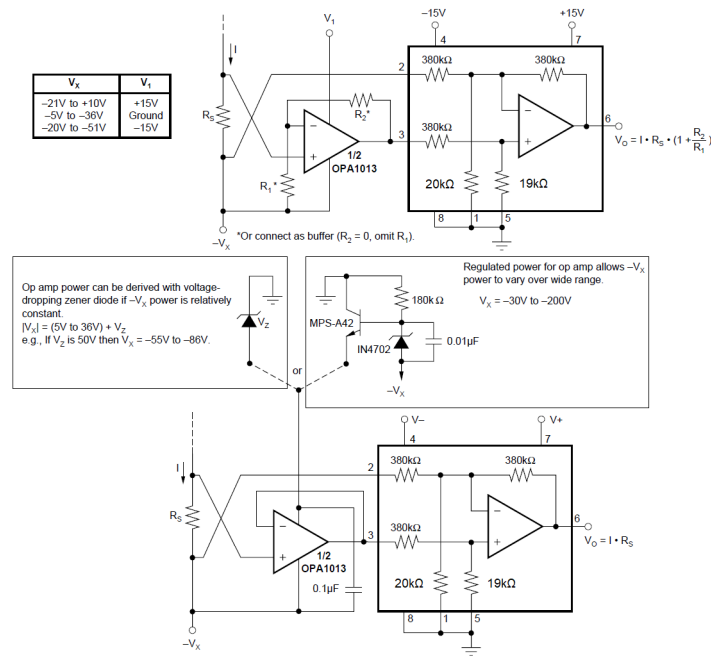 V1
–15V
+15V
4
7
I
380kΩ
380kΩ
VX
V1
–21V to +10V
+15V
–5V to –36V
Ground
–20V to –51V
–15V
2
RS
R2*
–
–
6
380kΩ
3
+
+
VO = I • RS • (1 + R2/R1)
1/2
OPA1013
R1*
20kΩ
19kΩ
8
1
5
–VX
*Or connect as buffer (R2 = 0, omit R1).
Op amp power can be derived with voltage-
dropping zener diode if –VX power is relatively
constant.
|VX| = (5V to 36V) + VZ
e.g., If VZ is 50V then VX = –55V to –86V.
VZ
or
Regulated power for op amp allows –VX
power to vary over wide range.
VX = –30V to –200V
180kΩ
MPS-A42
IN4702
0.01µF
–VX
V–
V+
4
7
I
380kΩ
380kΩ
2
RS
–
–
6
380kΩ
3
+
+
VO = I • RS
1/2
OPA1013
0.1µF
20kΩ
19kΩ
8
1
5
–VX